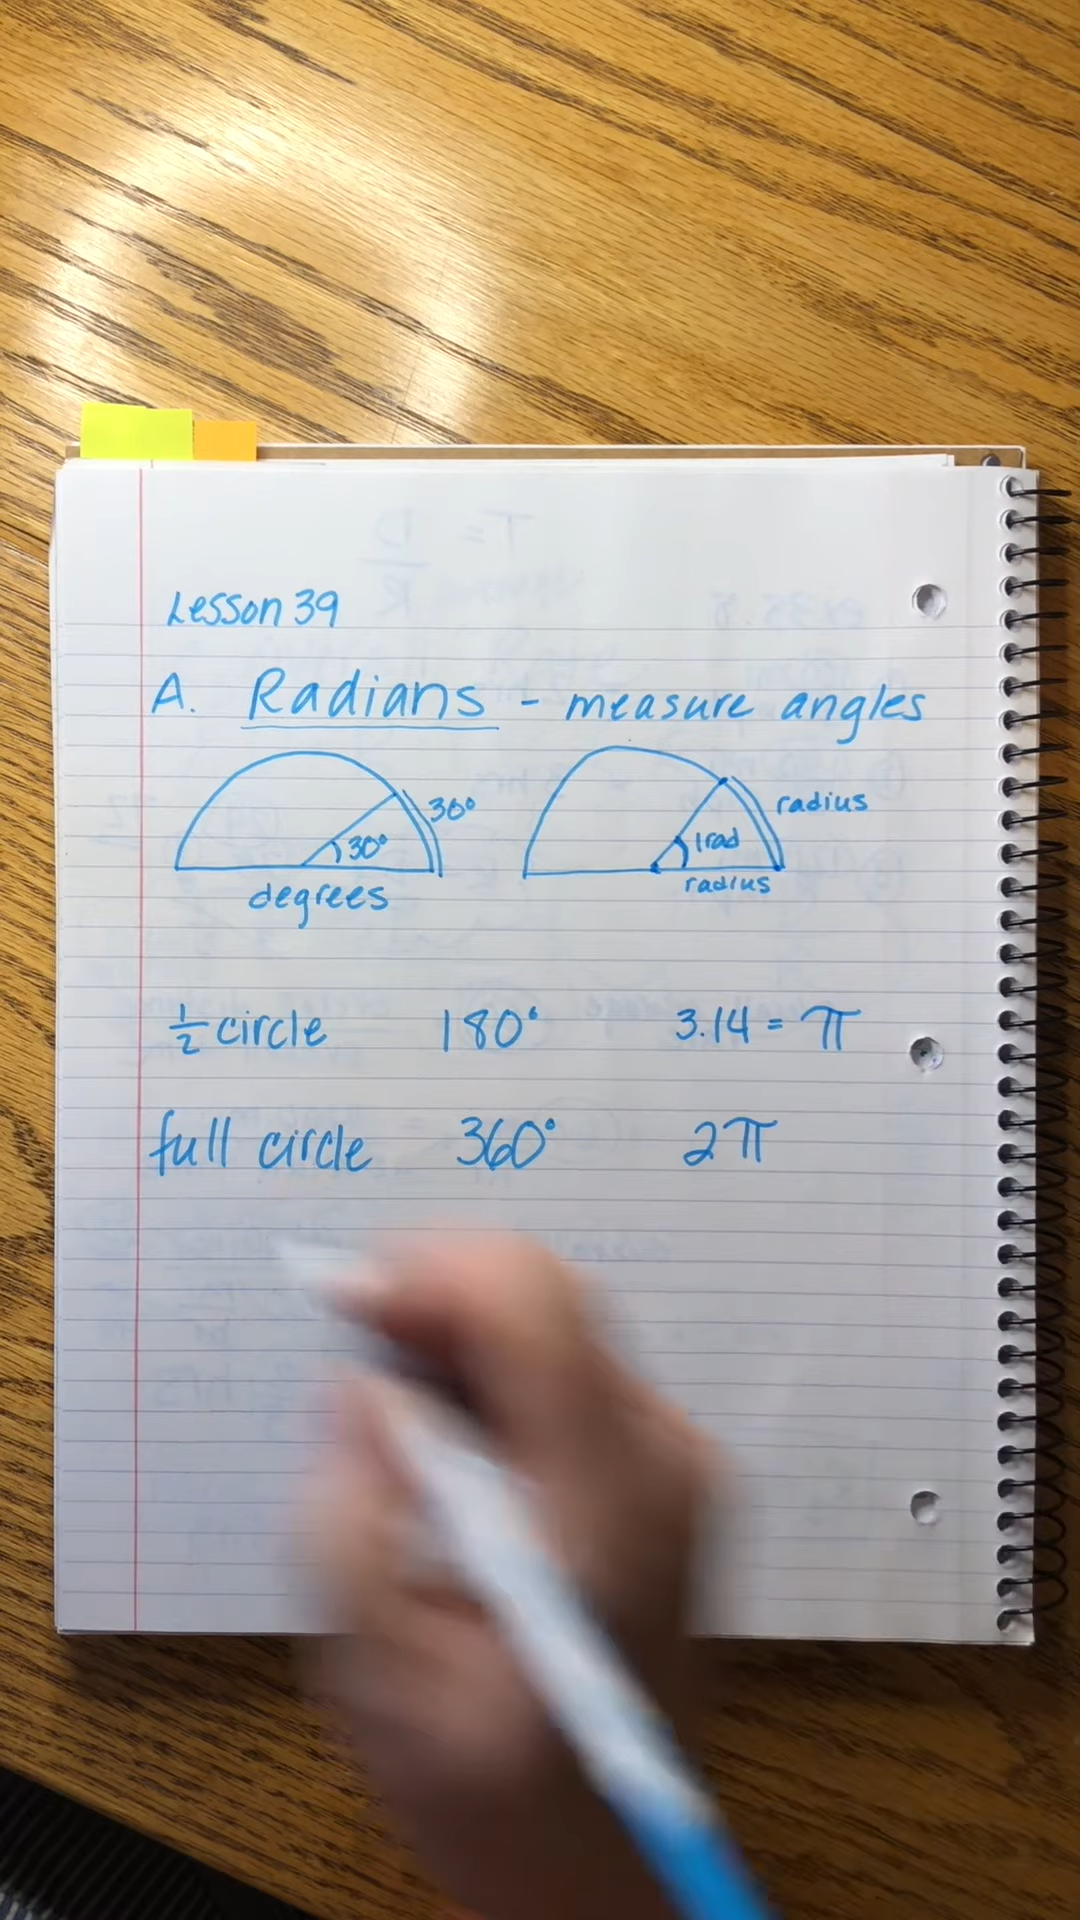 Lesson 39
A. Radians - measure angles
30°
30°
degrees
radius
1rad
radius
1/2 circle 180° 3.14 = π
full circle 360° 2π